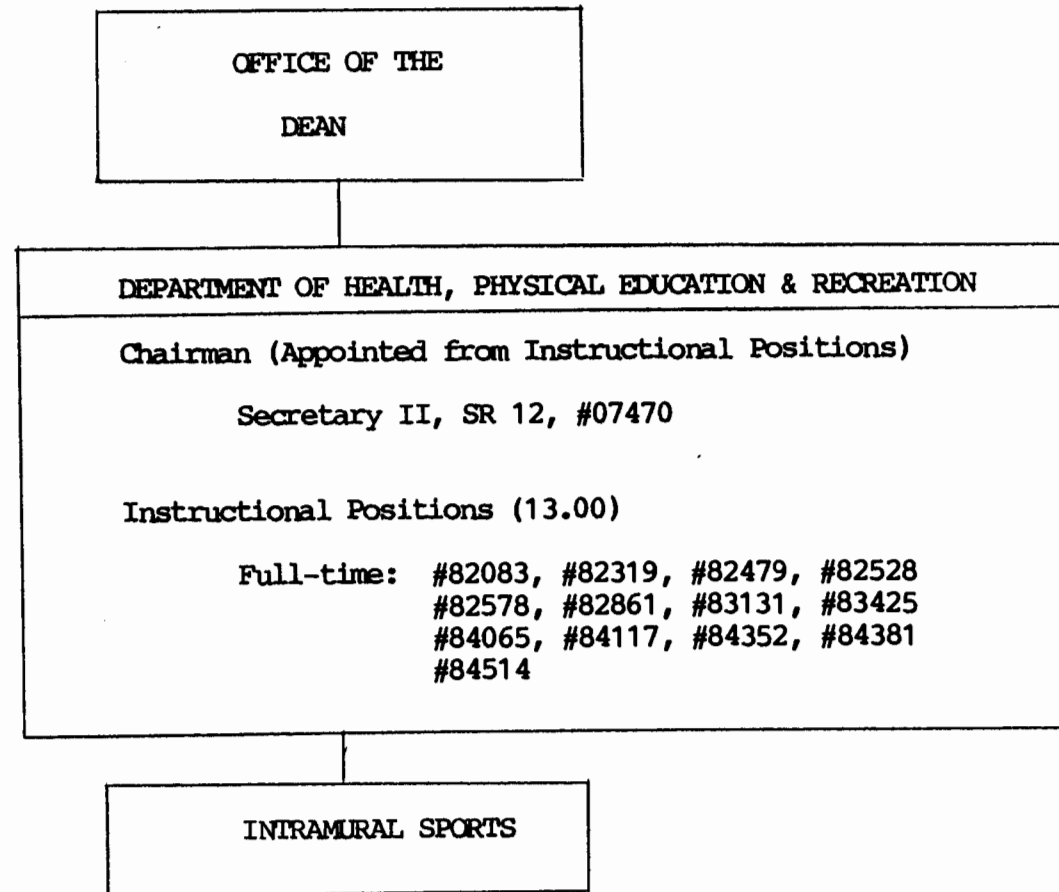 OFFICE OF THE
DEAN
DEPARTMENT OF HEALTH, PHYSICAL EDUCATION & RECREATION
Chairman (Appointed from Instructional Positions)
Secretary II, SR 12, #07470
Instructional Positions (13.00)
Full-time: #82083, #82319, #82479, #82528
#82578, #82861, #83131, #83425
#84065, #84117, #84352, #84381
#84514
INTRAMURAL SPORTS